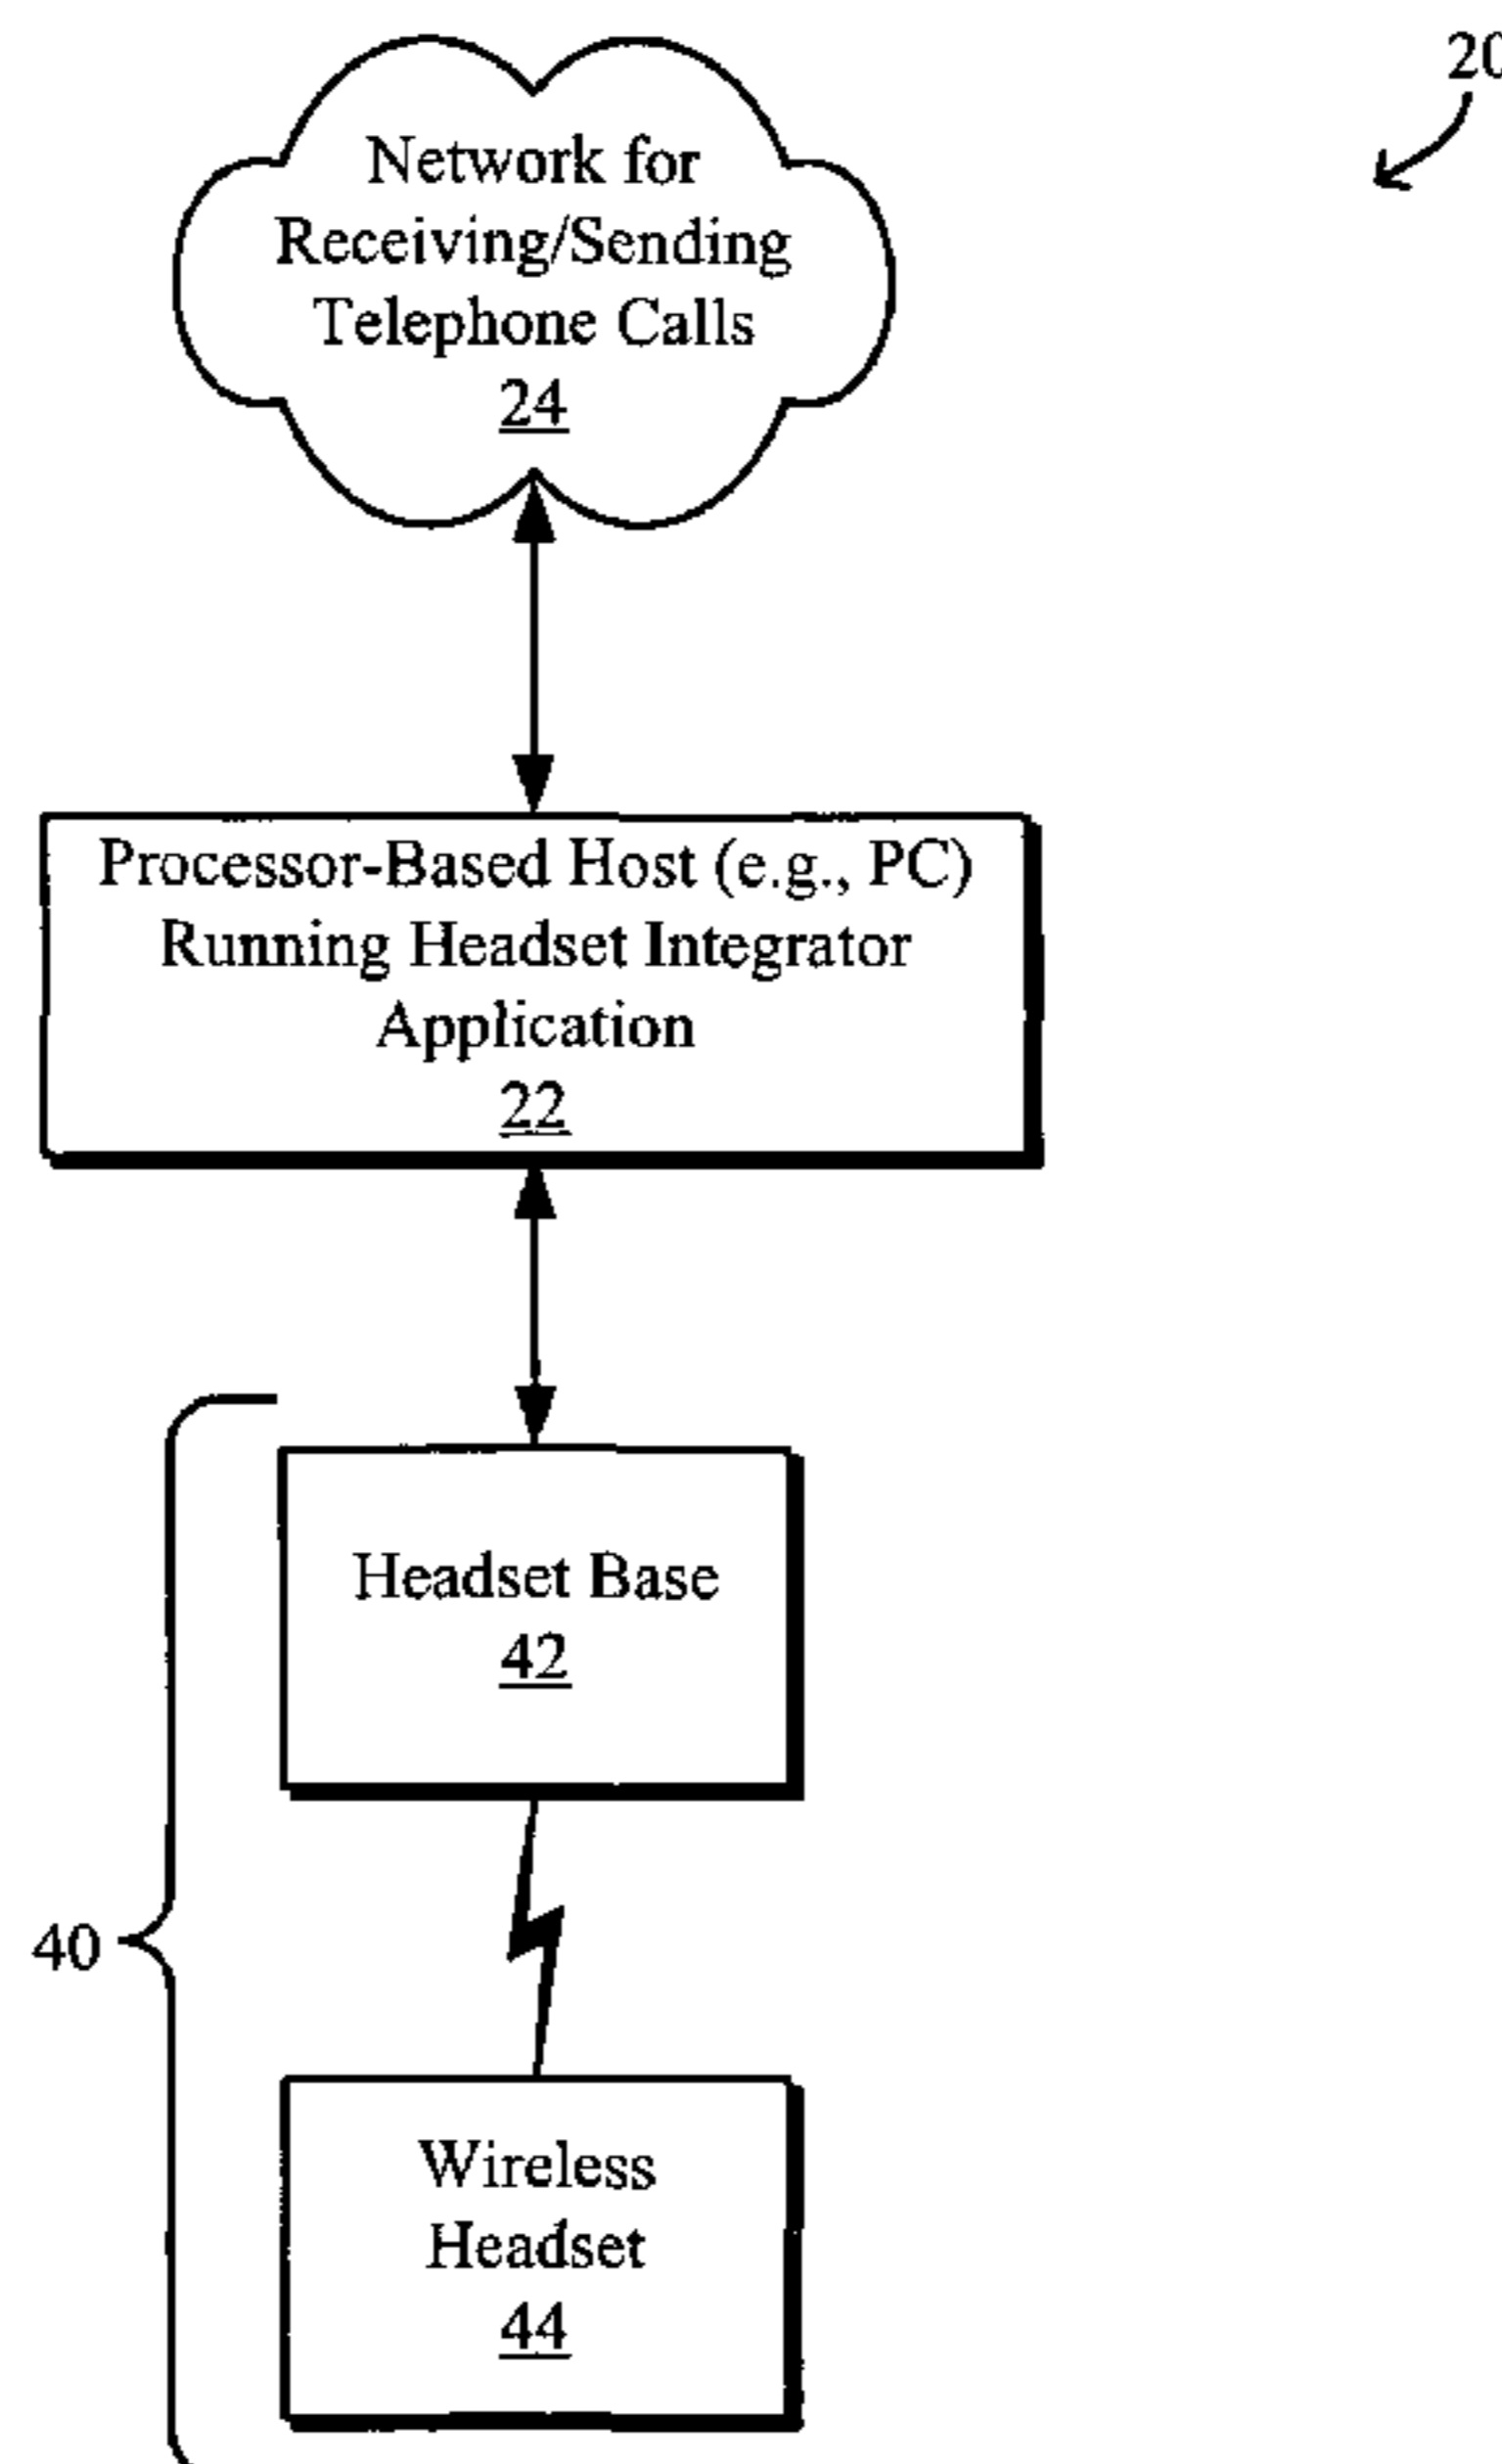 20
Network for
Receiving/Sending
Telephone Calls
24
Processor-Based Host (e.g., PC)
Running Headset Integrator
Application
22
Headset Base
42
40
Wireless
Headset
44